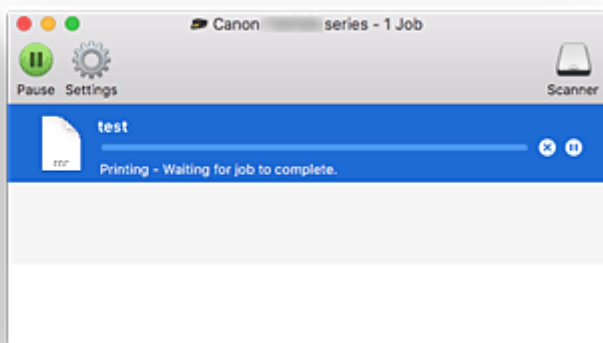 Canon series - 1 Job
Pause Settings
Scanner
test
Printing - Waiting for job to complete.